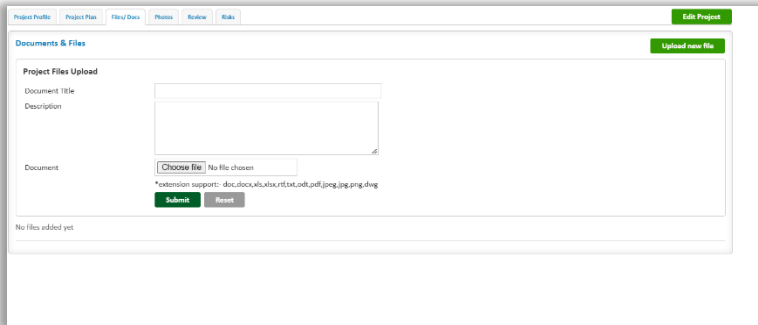 Project Profile Project Plan Files/ Docs Photos Review Risks Edit Project
Documents & Files Upload new file
Project Files Upload
Document Title
Description
Document Choose file No file chosen
*extension support:- doc,docx,xls,xlsx,rtf,txt,odt,pdf,jpeg,jpg,png,dwg
Submit Reset
No files added yet